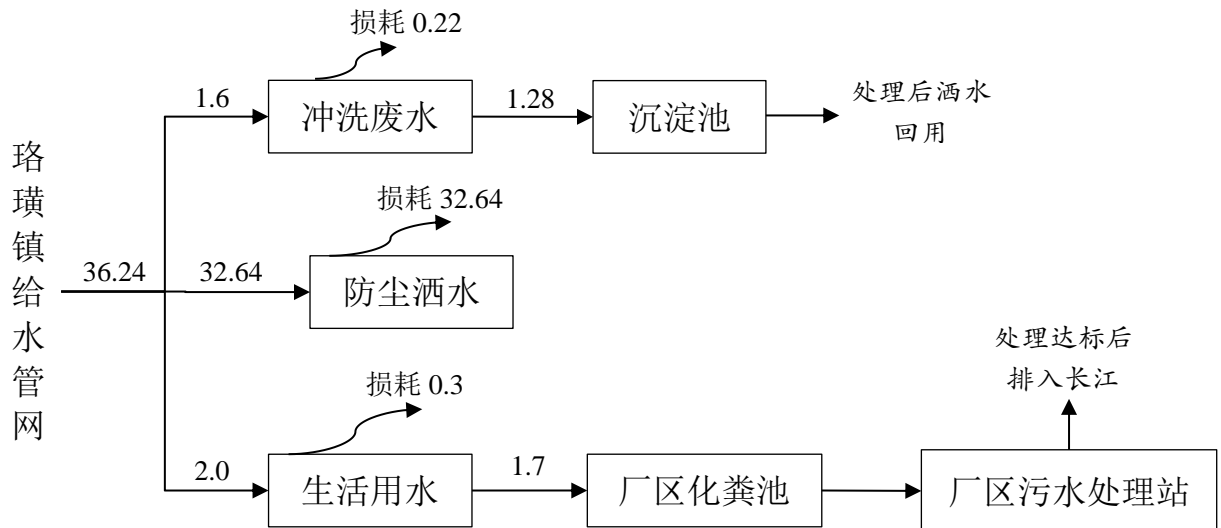 损耗 0.22
1.6
冲洗废水
1.28
沉淀池
处理后洒水
回用
珞璜镇给水管网
损耗 32.64
36.24
32.64
防尘洒水
处理达标后
排入长江
损耗 0.3
2.0
生活用水
1.7
厂区化粪池
厂区污水处理站